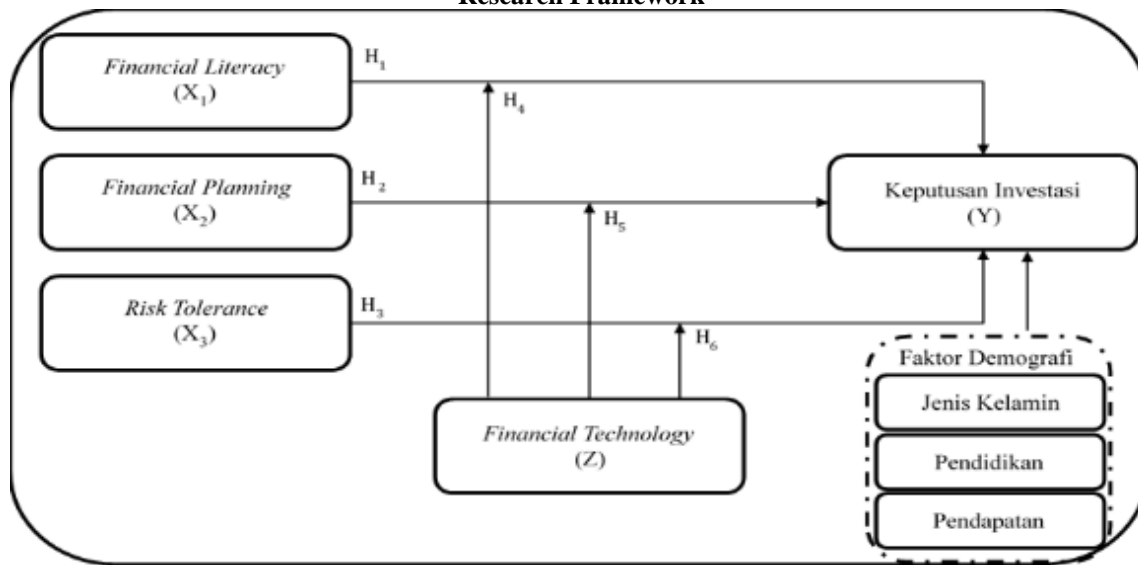 Research Framework
Financial Literacy
(X1)
H1
H4
Financial Planning
(X2)
H2
H5
Keputusan Investasi
(Y)
Risk Tolerance
(X3)
H3
H6
Financial Technology
(Z)
Faktor Demografi
Jenis Kelamin
Pendidikan
Pendapatan